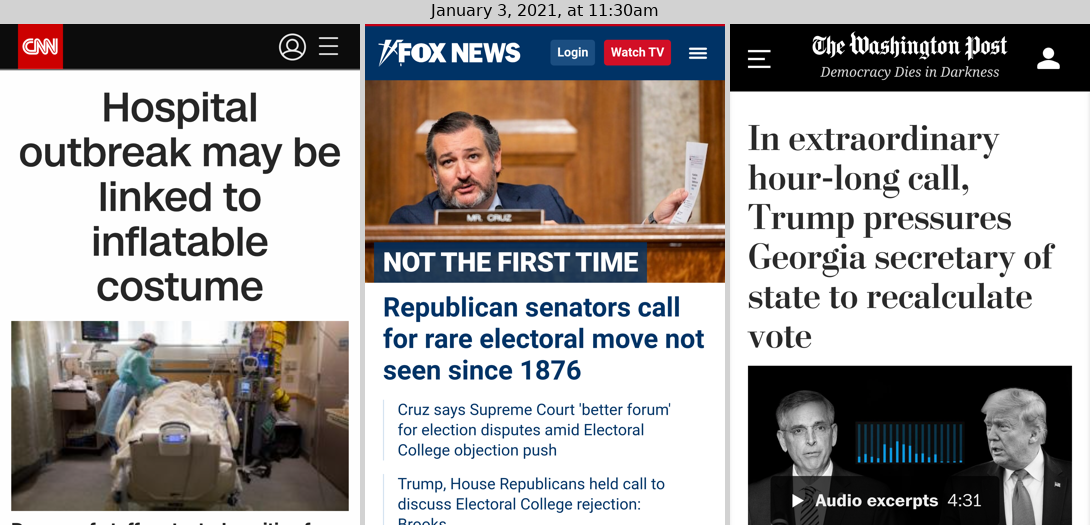 January 3, 2021, at 11:30am
CNN
Hospital
outbreak may be
linked to
inflatable
costume
FOX NEWS
Login
Watch TV
MR. CRUZ
NOT THE FIRST TIME
Republican senators call
for rare electoral move not
seen since 1876
Cruz says Supreme Court 'better forum'
for election disputes amid Electoral
College objection push
Trump, House Republicans held call to
discuss Electoral College rejection:
Brooks
The Washington Post
Democracy Dies in Darkness
In extraordinary
hour-long call,
Trump pressures
Georgia secretary of
state to recalculate
vote
Audio excerpts 4:31